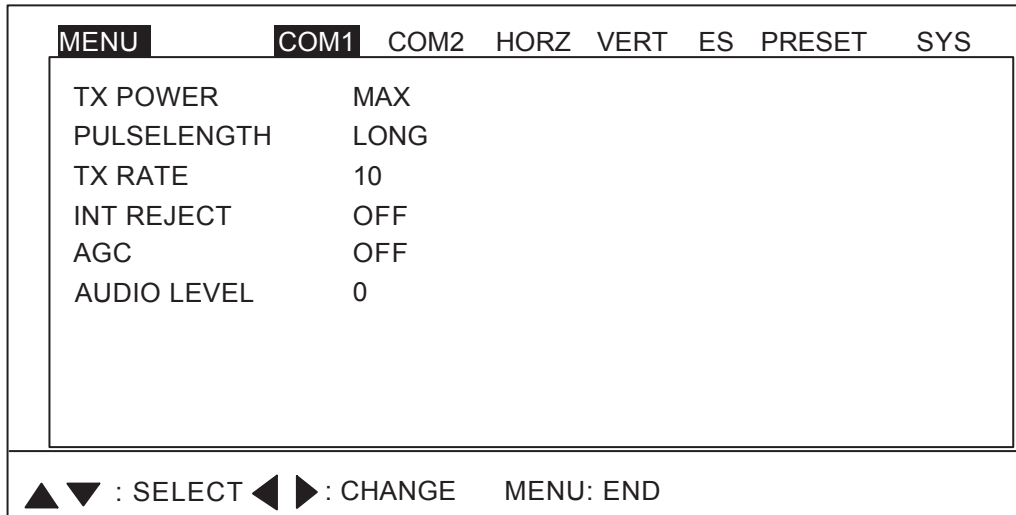 MENU COM1 COM2 HORZ VERT ES PRESET SYS
TX POWER MAX
PULSELENGTH LONG
TX RATE 10
INT REJECT OFF
AGC OFF
AUDIO LEVEL 0
▲ ▼ : SELECT ◀ ▶ : CHANGE MENU: END